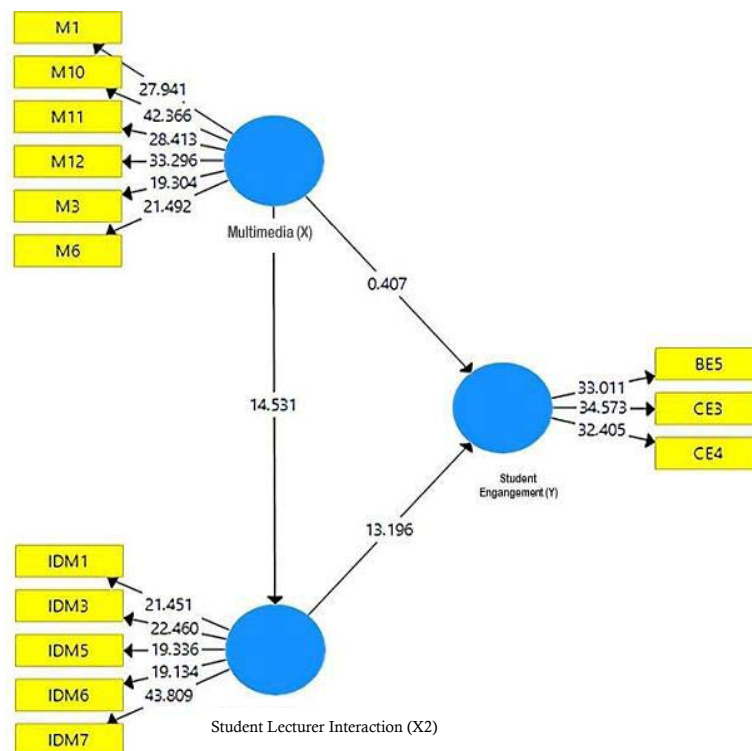 M1
M10
M11
M12
M3
M6
27.941
42.366
28.413
33.296
19.304
21.492
Multimedia (X)
0.407
14.531
BE5
CE3
CE4
33.011
34.573
32.405
Student
Engangement (Y)
13.196
IDM1
IDM3
IDM5
IDM6
IDM7
21.451
22.460
19.336
19.134
43.809
Student Lecturer Interaction (X2)